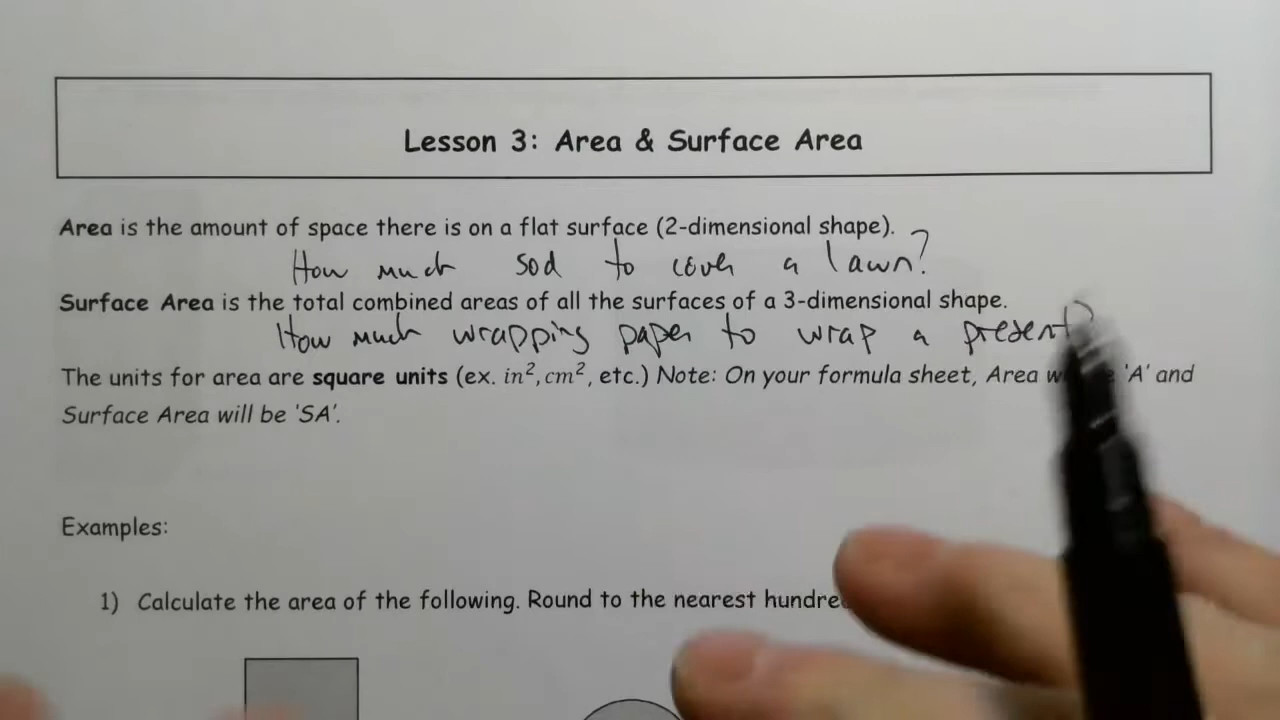 Lesson 3: Area & Surface Area
Area is the amount of space there is on a flat surface (2-dimensional shape).
How much sod to cover a lawn?
Surface Area is the total combined areas of all the surfaces of a 3-dimensional shape.
How much wrapping paper to wrap a present?
The units for area are square units (ex. in², cm², etc.) Note: On your formula sheet, Area 'A' and
Surface Area will be 'SA'.
Examples:
1) Calculate the area of the following. Round to the nearest